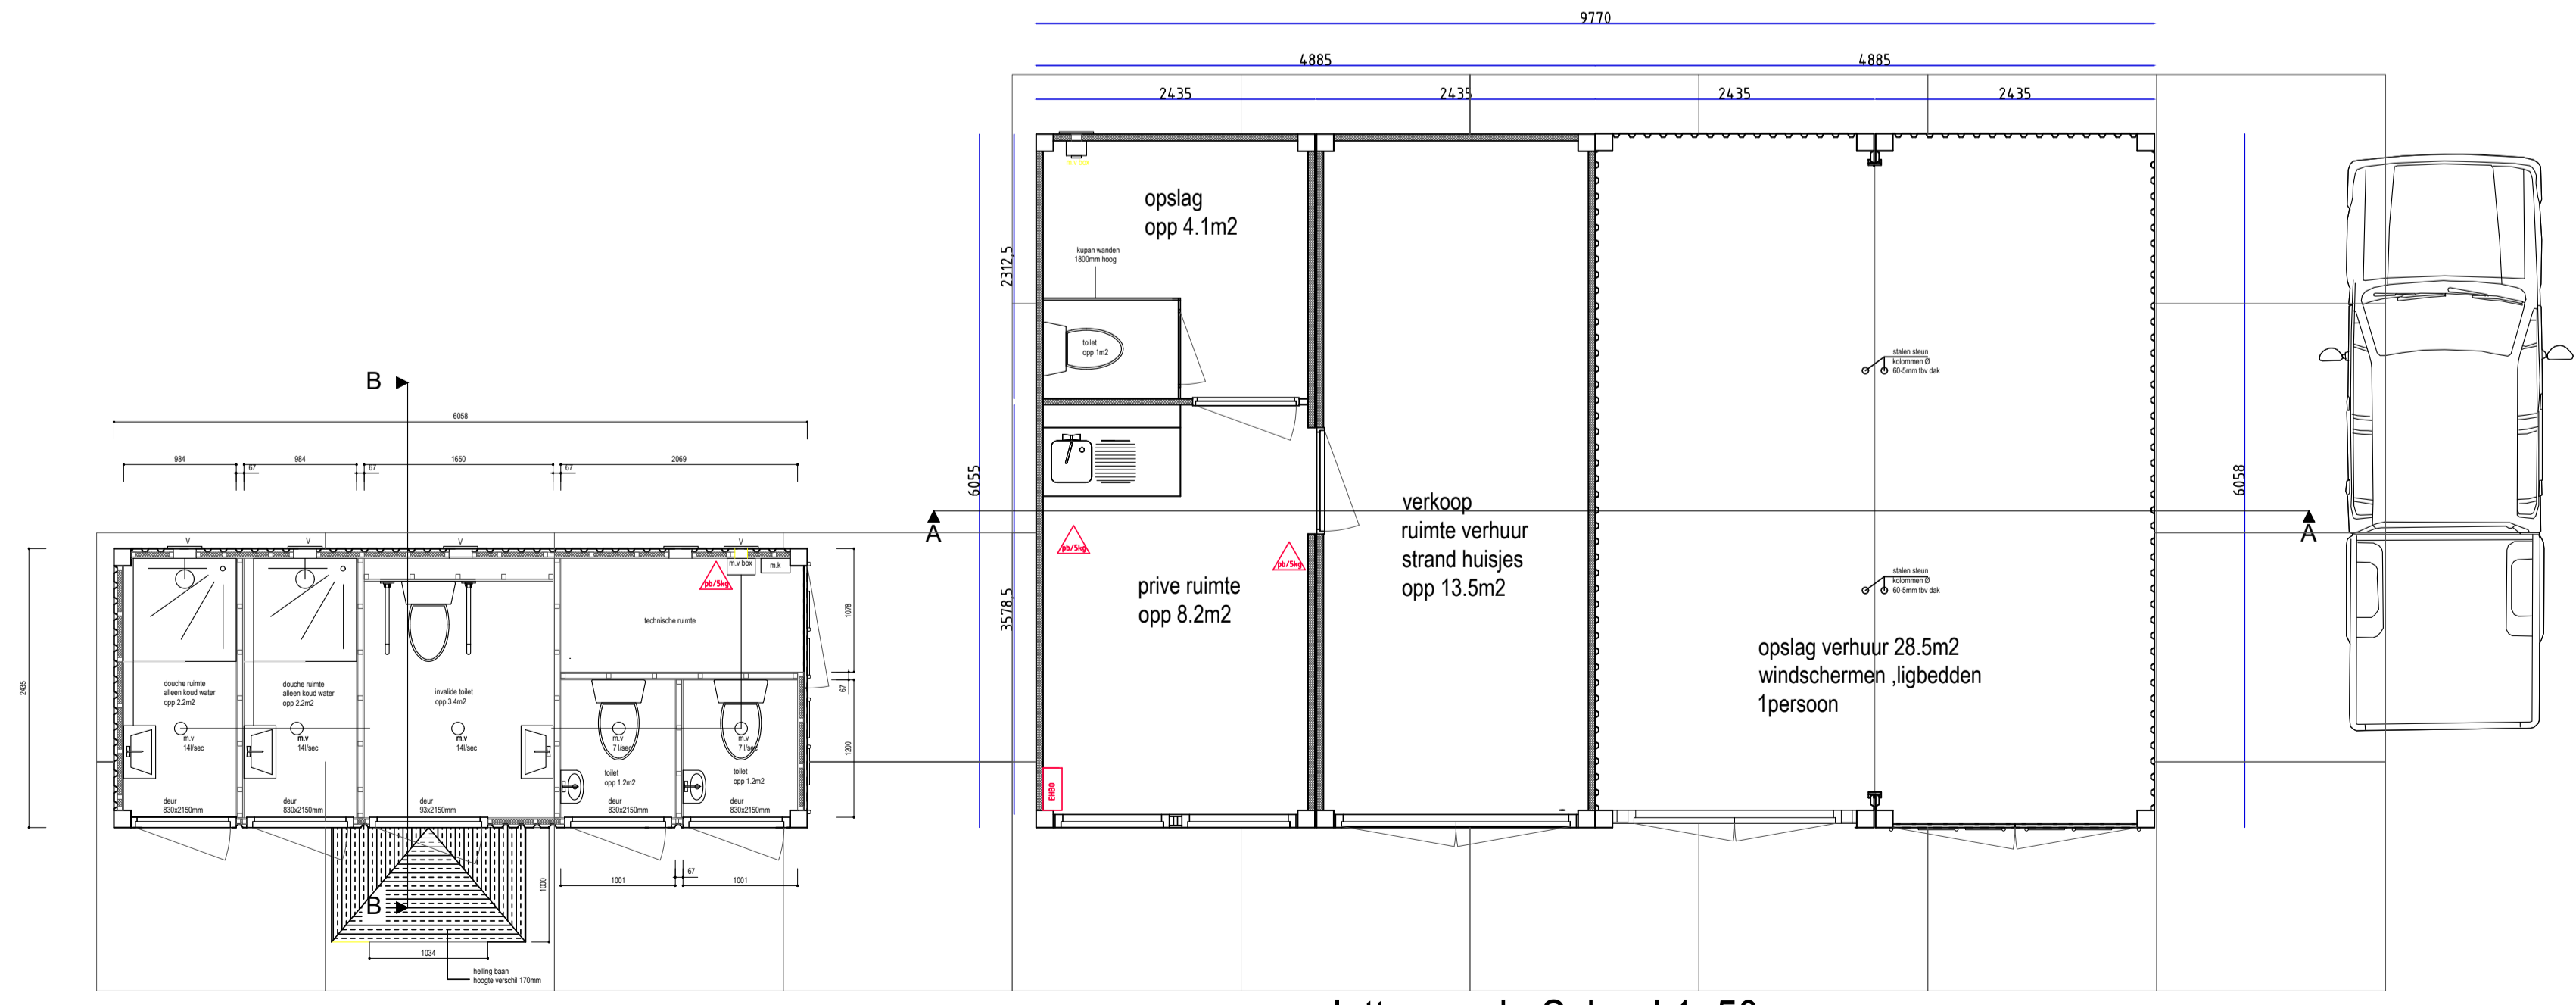 9770
4885
4885
2435
2435
2435
2435
opslag
opp 4.1m2
kupan wanden
1800mm hoog
2312,5
toilet
opp 1m2
6055
3578,5
A
pb/5kg
pb/5kg
prive ruimte
opp 8.2m2
EHBO
verkoop
ruimte verhuur
strand huisjes
opp 13.5m2
stalen steun
kolommen Ø
60-5mm tbv dak
stalen steun
kolommen Ø
60-5mm tbv dak
opslag verhuur 28.5m2
windschermen ,ligbedden
1persoon
6058
A
B
6058
984
67
984
67
1650
67
2069
2435
V
V
V
V
m.v box
m.k
pb/5kg
technische ruimte
1078
67
1200
douche ruimte
alleen koud water
opp 2.2m2
douche ruimte
alleen koud water
opp 2.2m2
invalide toilet
opp 3.4m2
m.v
14l/sec
m.v
14l/sec
m.v
14l/sec
m.v
7 l/sec
m.v
7 l/sec
toilet
opp 1.2m2
toilet
opp 1.2m2
deur
830x2150mm
deur
830x2150mm
deur
93x2150mm
deur
830x2150mm
deur
830x2150mm
1001
67
1001
1000
B
1034
helling baan
hoogte verschil 170mm